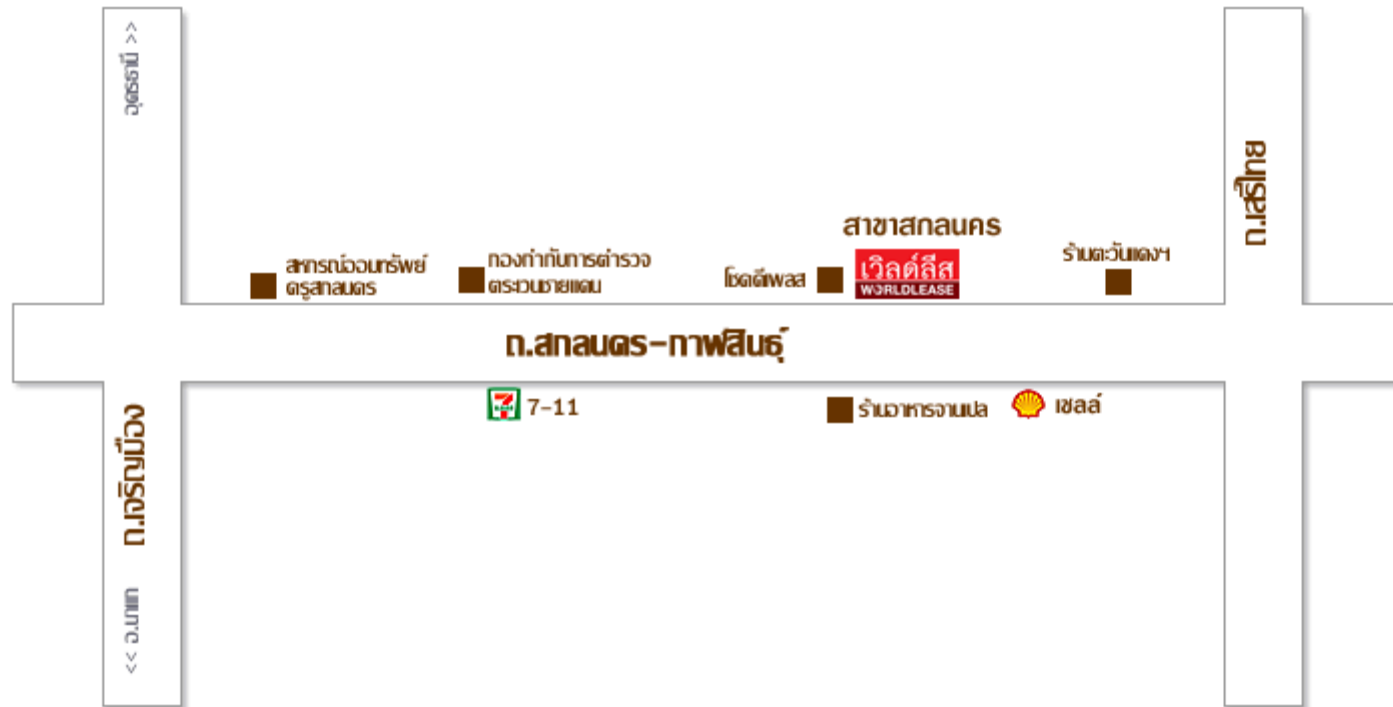 อุดรธานี >>
ถ.เสรีไทย
สาขาสกลนคร
สหกรณ์ออมทรัพย์
ครูสกลนคร
กองกำกับการตำรวจ
ตระเวนชายแดน
โชคดีเพลส
เวิลด์ลีส
WORLDLEASE
ร้านตะวันแดงฯ
ถ.สกลนคร-กาฬสินธุ์
7-11
ร้านอาหารจานเปล
เชลล์
ถ.เจริญเมือง
<< อ.นาแก